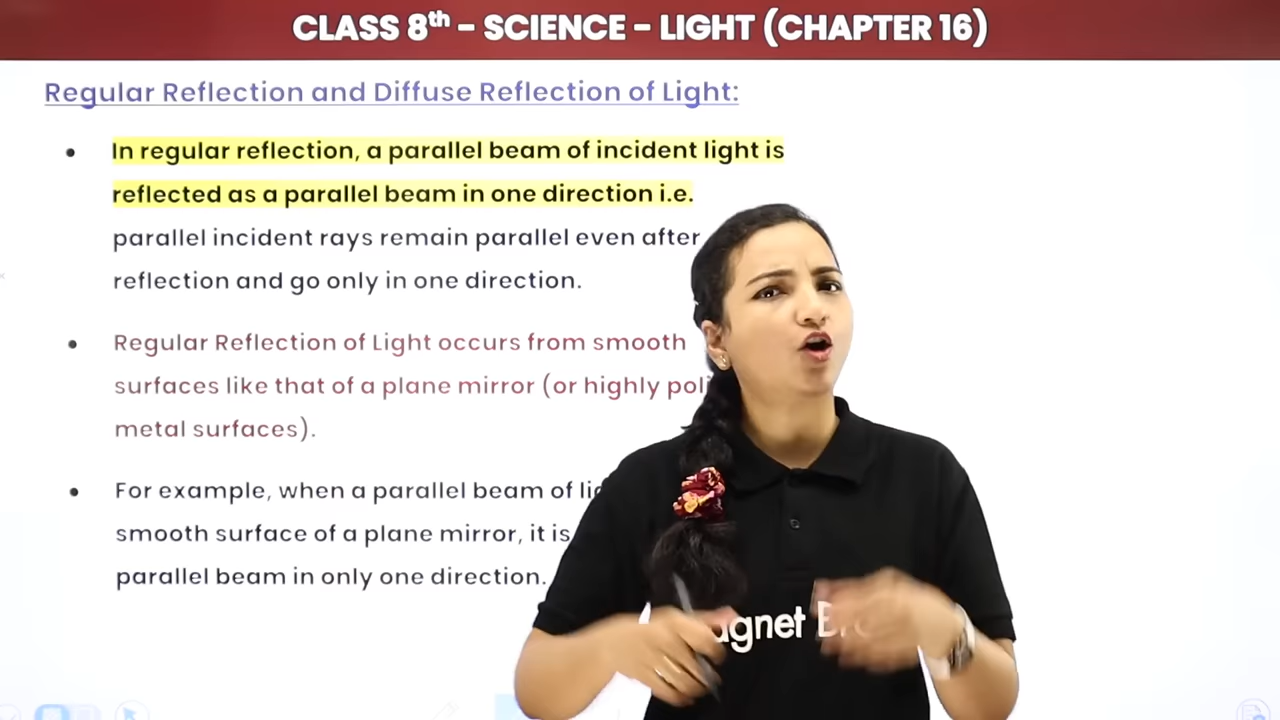 CLASS 8th - SCIENCE - LIGHT (CHAPTER 16)
Regular Reflection and Diffuse Reflection of Light:
In regular reflection, a parallel beam of incident light is
reflected as a parallel beam in one direction i.e.
parallel incident rays remain parallel even after
reflection and go only in one direction.
Regular Reflection of Light occurs from smooth
surfaces like that of a plane mirror (or highly
metal surfaces).
For example, when a parallel beam of
smooth surface of a plane mirror, it is
parallel beam in only one direction.